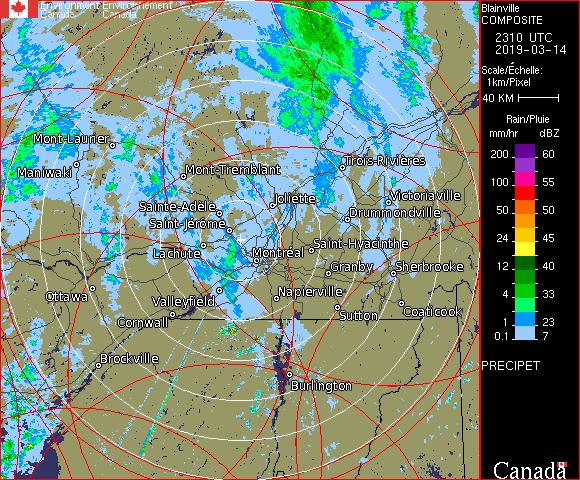 Environment Environnement
Canada Canada
Blainville
COMPOSITE
2310 UTC
2019-03-14
Scale/Échelle:
1km/Pixel
40 KM
Rain/Pluie
mm/hr dBZ
200 60
100 55
50 50
24 45
12 40
4 33
1 23
0.1 7
PRECIPET
Canada
Mont-Laurier
Maniwaki
Mont-Tremblant
Trois-Rivières
Sainte-Adèle
Joliette
Victoriaville
Saint-Jérôme
Drummondville
Lachute
Montréal
Saint-Hyacinthe
Granby
Sherbrooke
Ottawa
Valleyfield
Napierville
Cornwall
Sutton
Coaticook
Brockville
Burlington